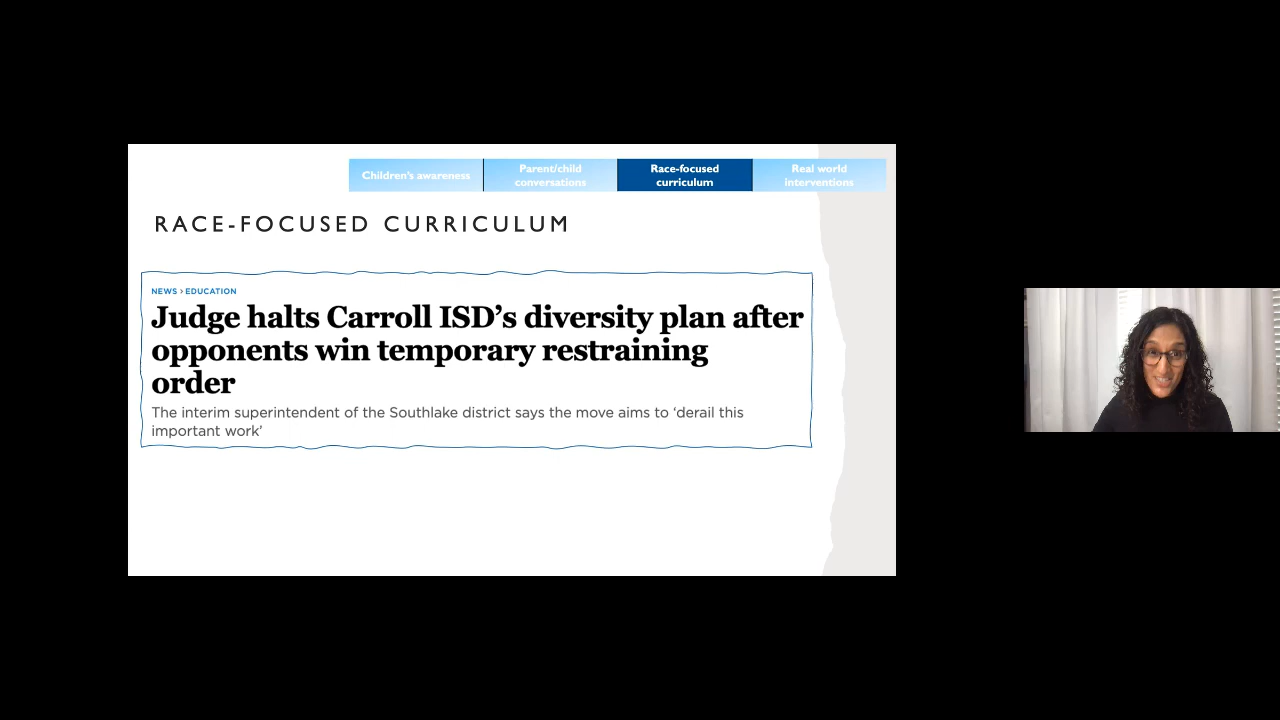 Children's awareness
Parent/child
conversations
Race-focused
curriculum
Real world
interventions
RACE-FOCUSED CURRICULUM
NEWS > EDUCATION
Judge halts Carroll ISD’s diversity plan after
opponents win temporary restraining
order
The interim superintendent of the Southlake district says the move aims to ‘derail this
important work’